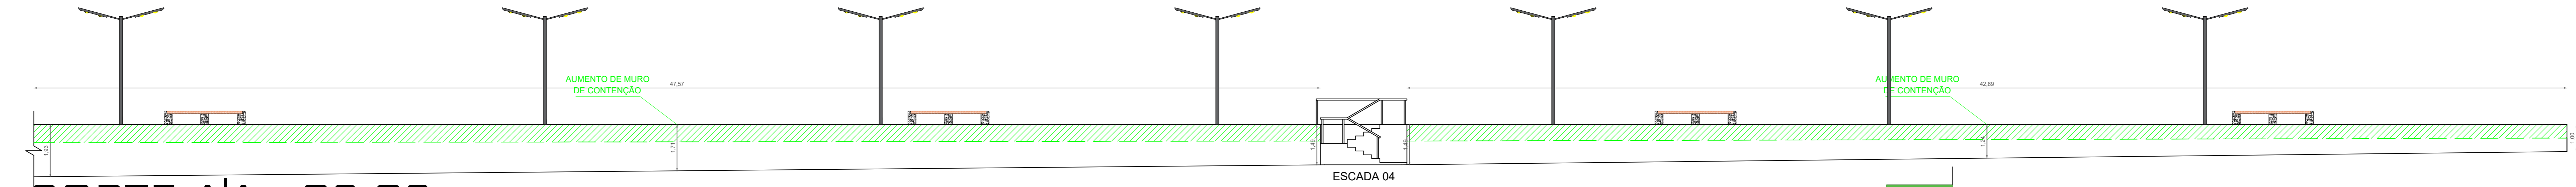 AUMENTO DE MURO
DE CONTENÇÃO
47,57
AUMENTO DE MURO
DE CONTENÇÃO
42,89
1,93
1,71
1,49
1,49
1,24
1,00
ESCADA 04